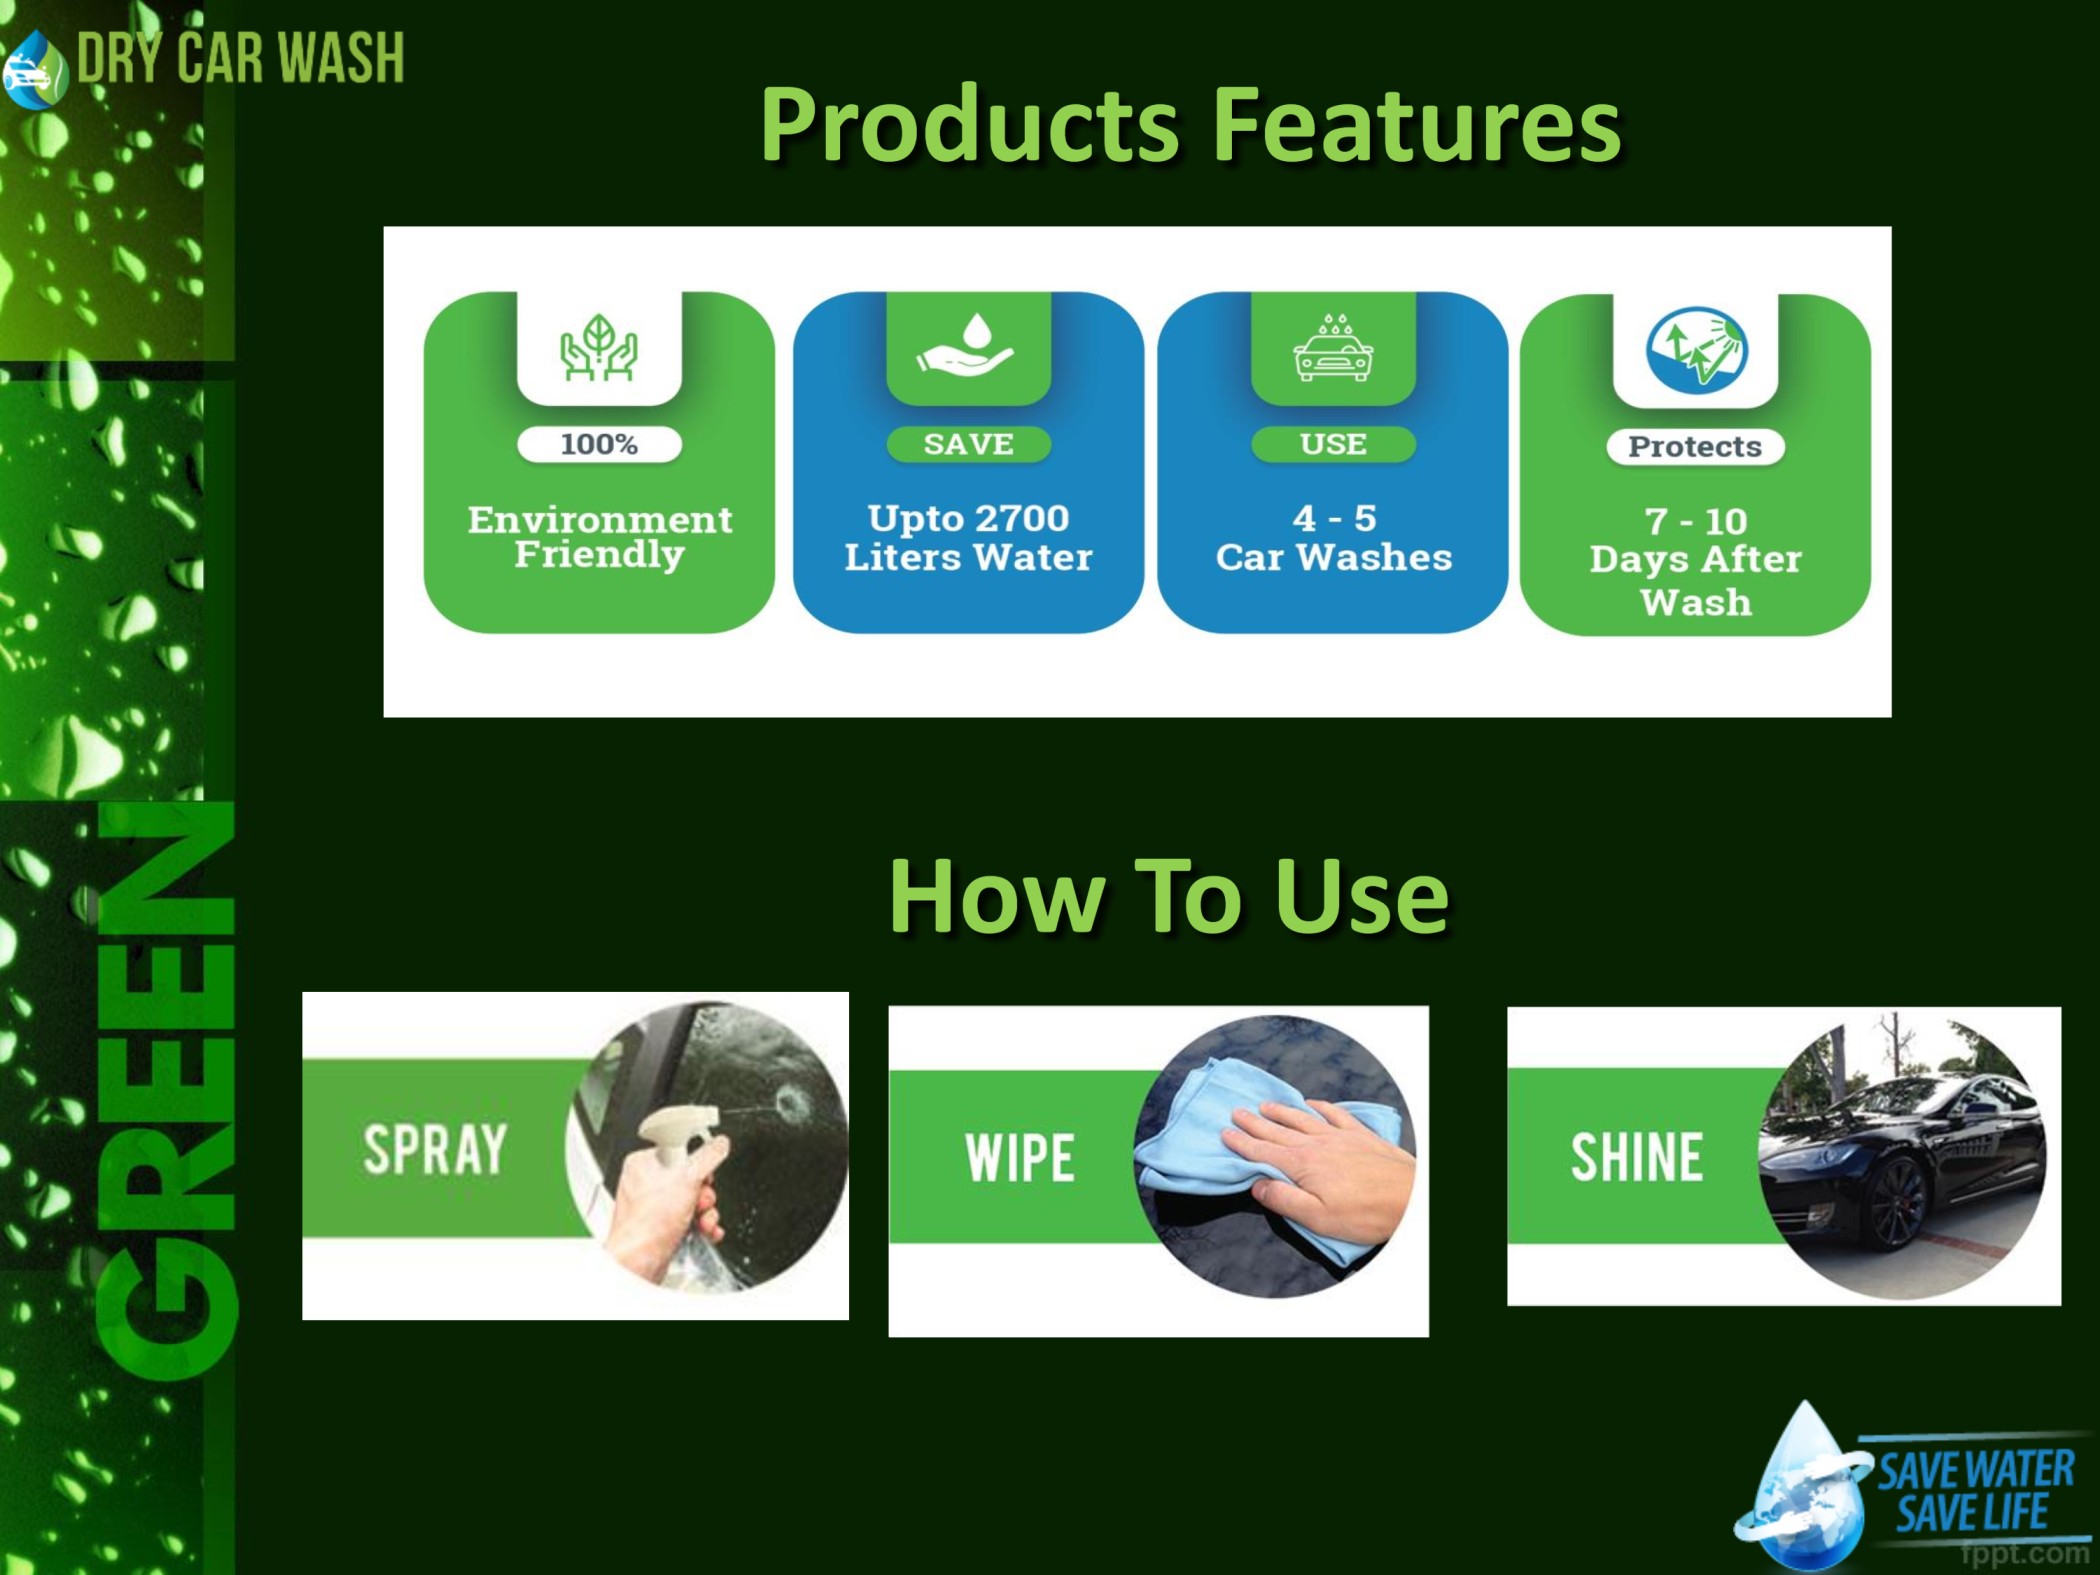 DRY CAR WASH
Products Features
100%
Environment
Friendly
SAVE
Upto 2700
Liters Water
USE
4 - 5
Car Washes
Protects
7 - 10
Days After
Wash
GREEN
How To Use
SPRAY
WIPE
SHINE
SAVE WATER
SAVE LIFE
fppt.com